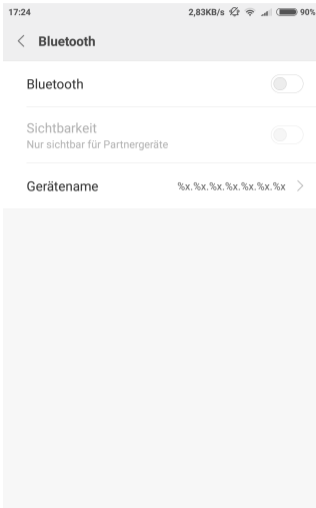 17:24 2,83KB/s 90%
Bluetooth
Bluetooth
Sichtbarkeit
Nur sichtbar für Partnergeräte
Gerätename %x.%x.%x.%x.%x.%x.%x